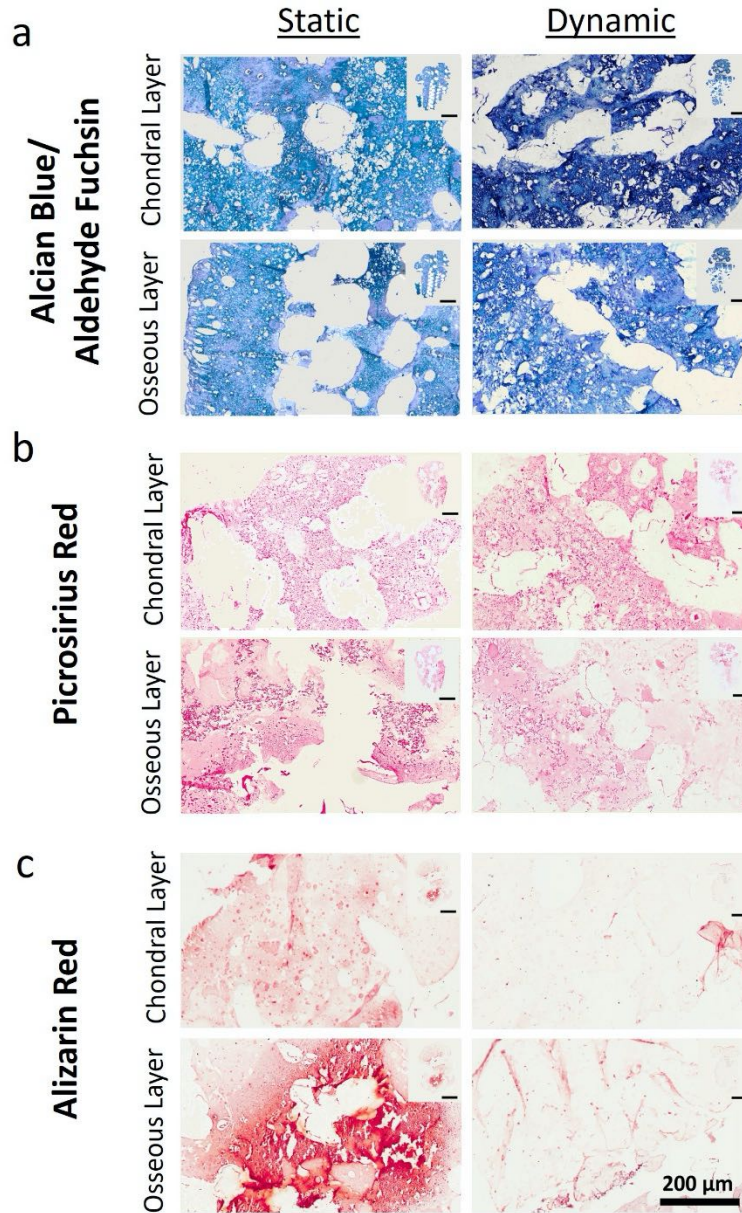 Static
Dynamic
a
Alcian Blue/
Aldehyde Fuchsin
Chondral Layer
Osseous Layer
b
Picrosirius Red
Chondral Layer
Osseous Layer
c
Alizarin Red
Chondral Layer
Osseous Layer
200 µm